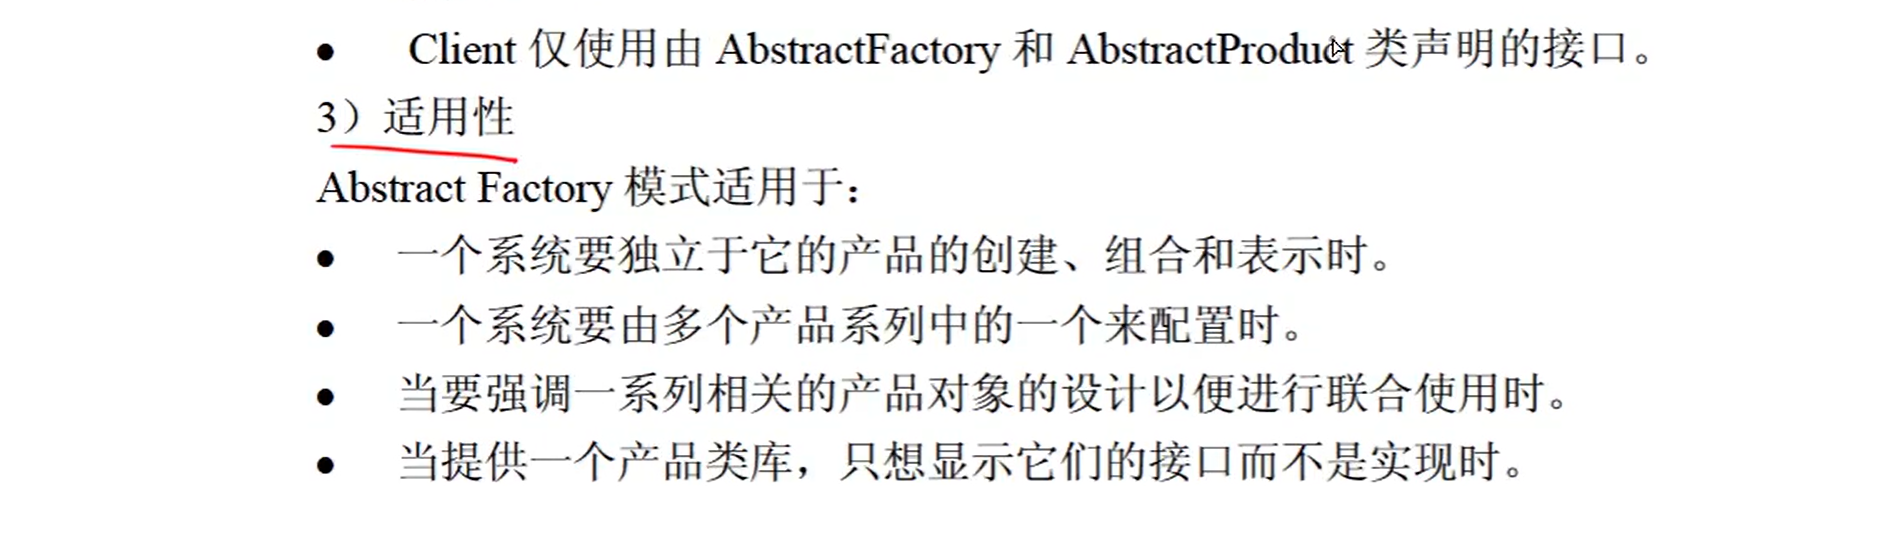 ● Client 仅使用由 AbstractFactory 和 AbstractProduct 类声明的接口。
3）适用性
Abstract Factory 模式适用于：
● 一个系统要独立于它的产品的创建、组合和表示时。
● 一个系统要由多个产品系列中的一个来配置时。
● 当要强调一系列相关的产品对象的设计以便进行联合使用时。
● 当提供一个产品类库，只想显示它们的接口而不是实现时。